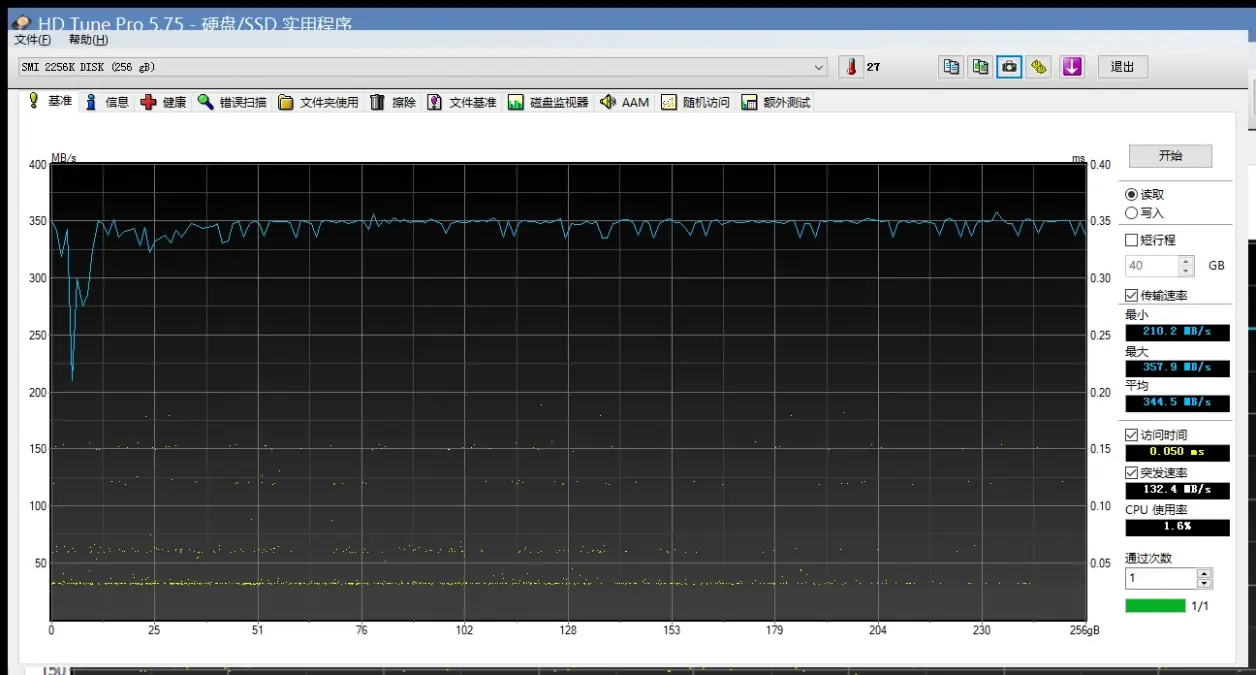 HD Tune Pro 5.75 - 硬盘/SSD 实用程序
文件(F) 帮助(H)
SMI 2256K DISK (256 gB) 27 退出
基准 信息 健康 错误扫描 文件夹使用 擦除 文件基准 磁盘监视器 AAM 随机访问 额外测试
MB/s ms
400 0.40
350 0.35
300 0.30
250 0.25
200 0.20
150 0.15
100 0.10
50 0.05
0 25 51 76 102 128 153 179 204 230 256gB
开始
读取
写入
短行程
40 GB
传输速率
最小
210.2 MB/s
最大
357.9 MB/s
平均
344.5 MB/s
访问时间
0.050 ms
突发速率
132.4 MB/s
CPU 使用率
1.6%
通过次数
1
1/1
150